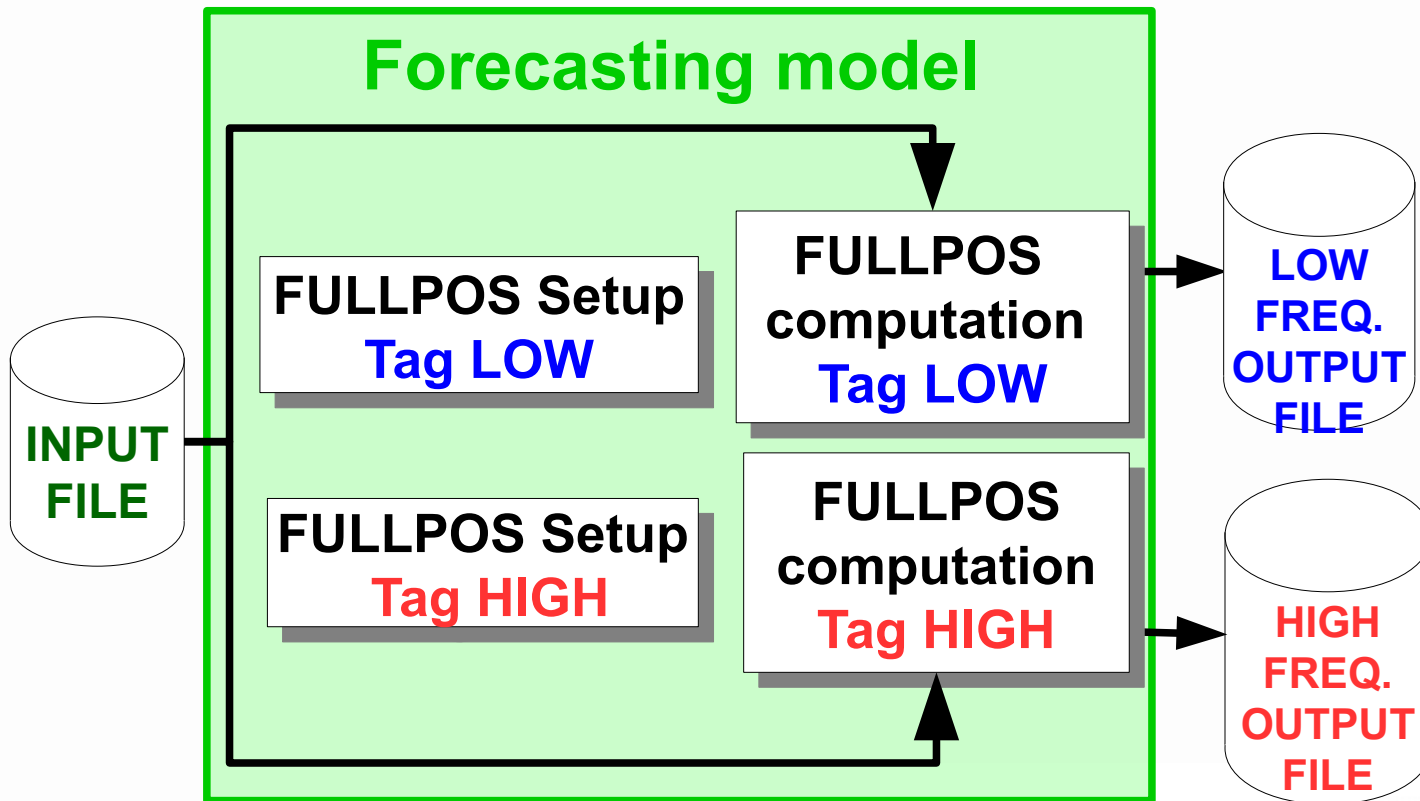 Forecasting model
INPUT
FILE
FULLPOS Setup
Tag LOW
FULLPOS
computation
Tag LOW
LOW
FREQ.
OUTPUT
FILE
FULLPOS Setup
Tag HIGH
FULLPOS
computation
Tag HIGH
HIGH
FREQ.
OUTPUT
FILE